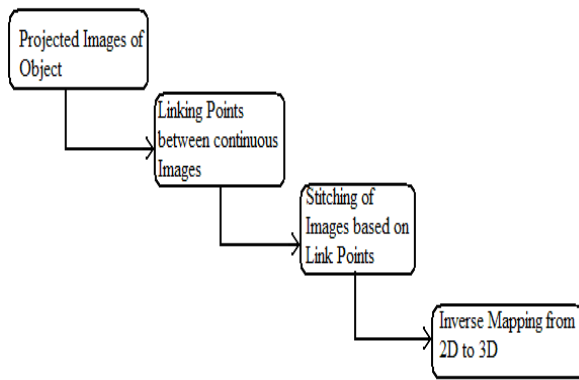 Projected Images of
Object
Linking Points
between continuous
Images
Stitching of
Images based on
Link Points
Inverse Mapping from
2D to 3D